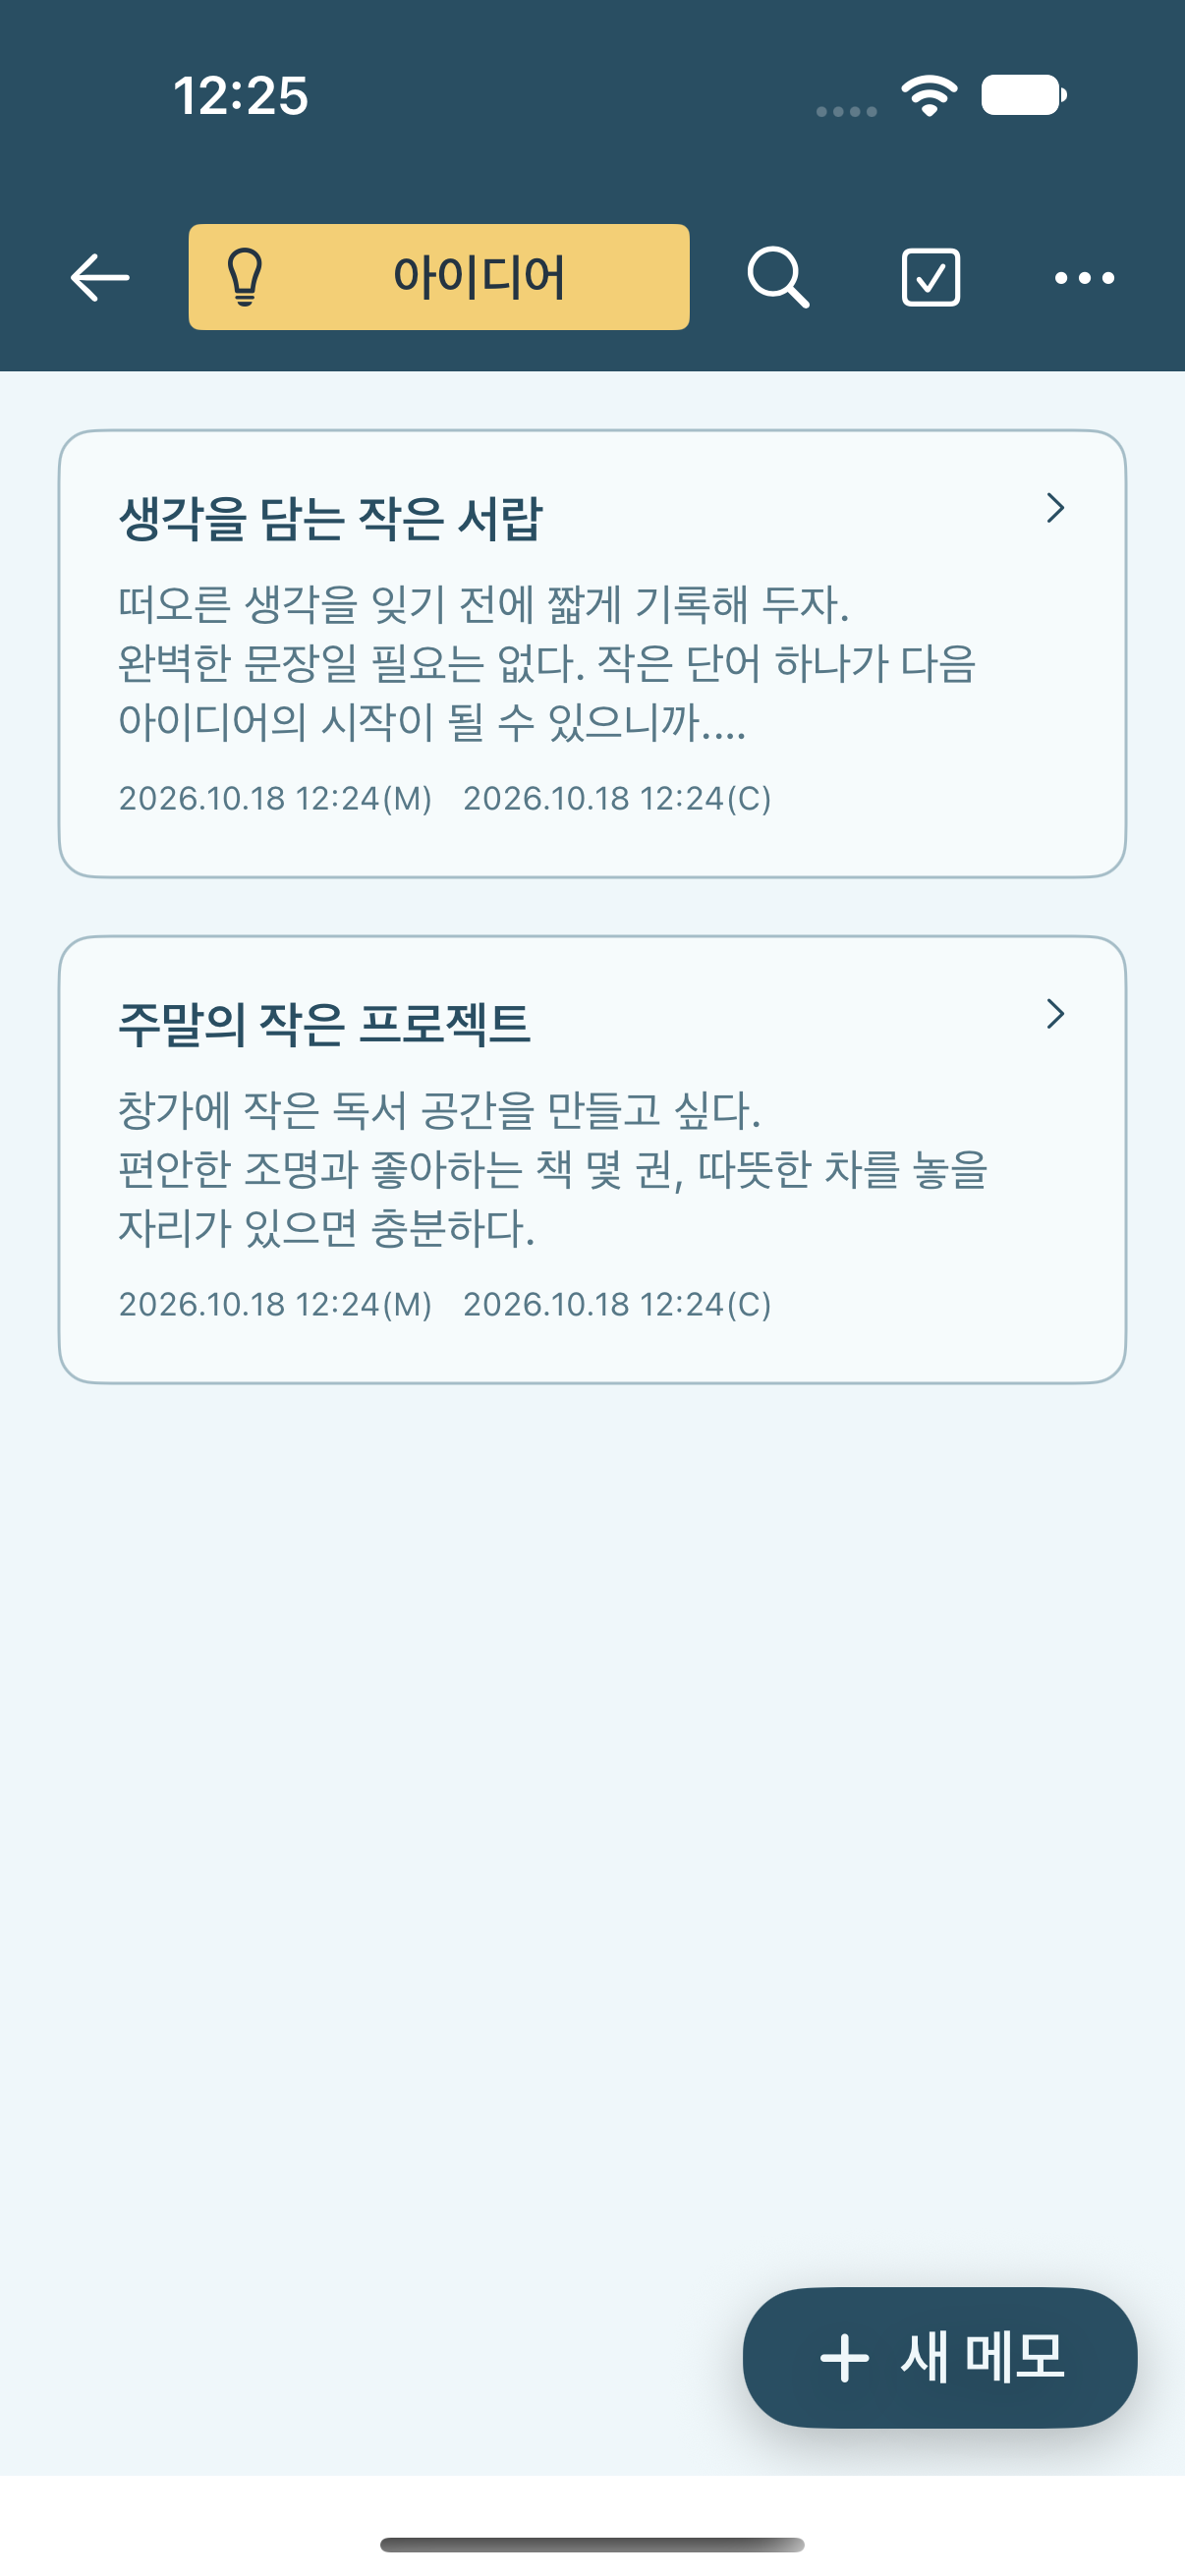 12:25
아이디어
생각을 담는 작은 서랍
떠오른 생각을 잊기 전에 짧게 기록해 두자.
완벽한 문장일 필요는 없다. 작은 단어 하나가 다음
아이디어의 시작이 될 수 있으니까....
2026.10.18 12:24(M) 2026.10.18 12:24(C)
주말의 작은 프로젝트
창가에 작은 독서 공간을 만들고 싶다.
편안한 조명과 좋아하는 책 몇 권, 따뜻한 차를 놓을
자리가 있으면 충분하다.
2026.10.18 12:24(M) 2026.10.18 12:24(C)
새 메모